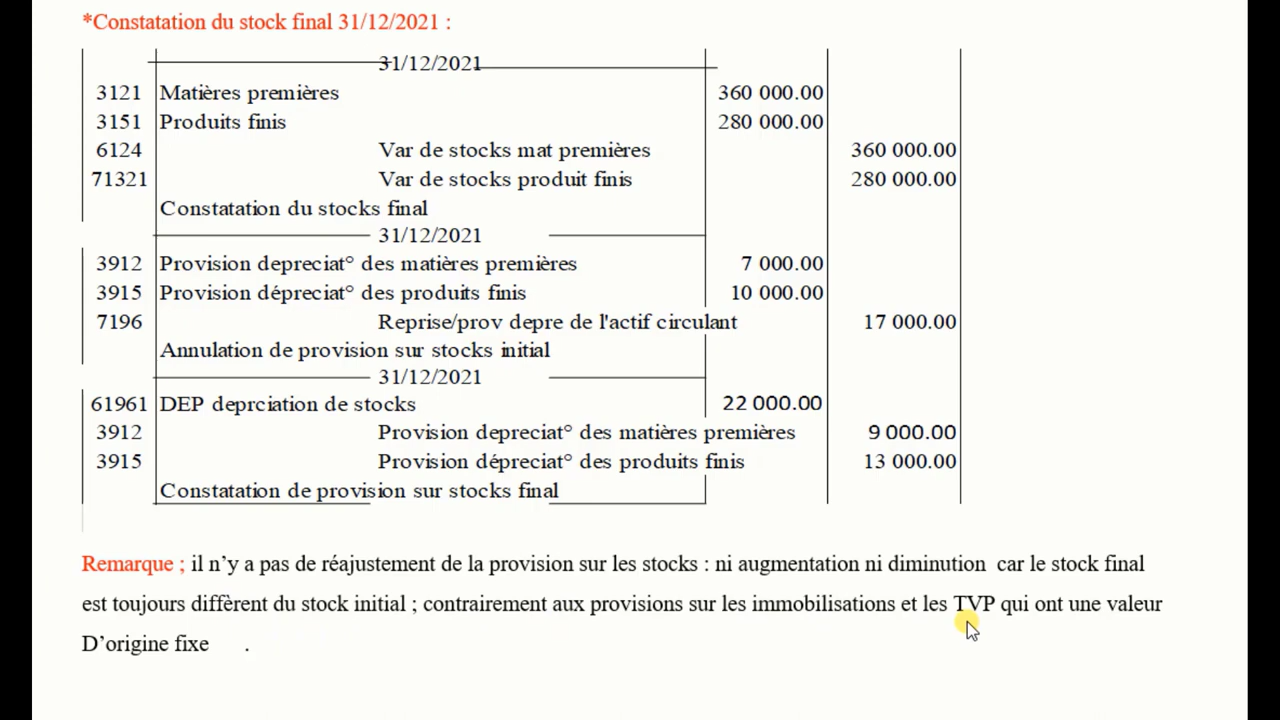 *Constatation du stock final 31/12/2021 :
31/12/2021
3121 Matières premières 360 000.00
3151 Produits finis 280 000.00
6124 Var de stocks mat premières 360 000.00
71321 Var de stocks produit finis 280 000.00
Constatation du stocks final
31/12/2021
3912 Provision depreciat° des matières premières 7 000.00
3915 Provision dépreciat° des produits finis 10 000.00
7196 Reprise/prov depre de l'actif circulant 17 000.00
Annulation de provision sur stocks initial
31/12/2021
61961 DEP deprciation de stocks 22 000.00
3912 Provision depreciat° des matières premières 9 000.00
3915 Provision dépreciat° des produits finis 13 000.00
Constatation de provision sur stocks final
Remarque ; il n’y a pas de réajustement de la provision sur les stocks : ni augmentation ni diminution car le stock final
est toujours diffèrent du stock initial ; contrairement aux provisions sur les immobilisations et les TVP qui ont une valeur
D’origine fixe .